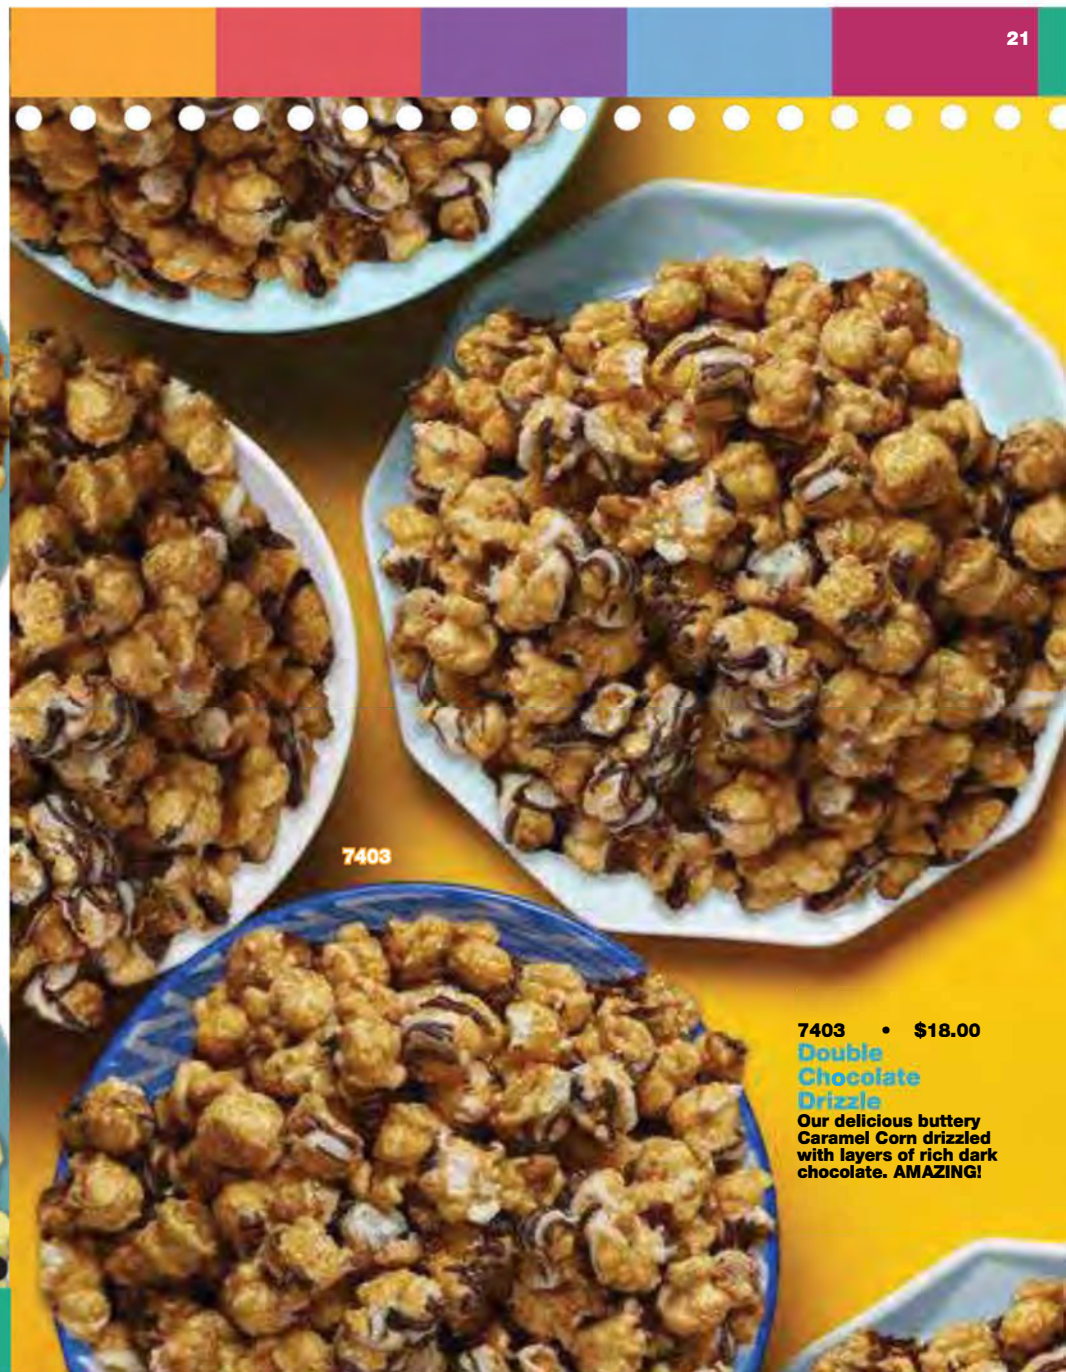 21
7403
7403 • $18.00
Double
Chocolate
Drizzle
Our delicious buttery
Caramel Corn drizzled
with layers of rich dark
chocolate. AMAZING!